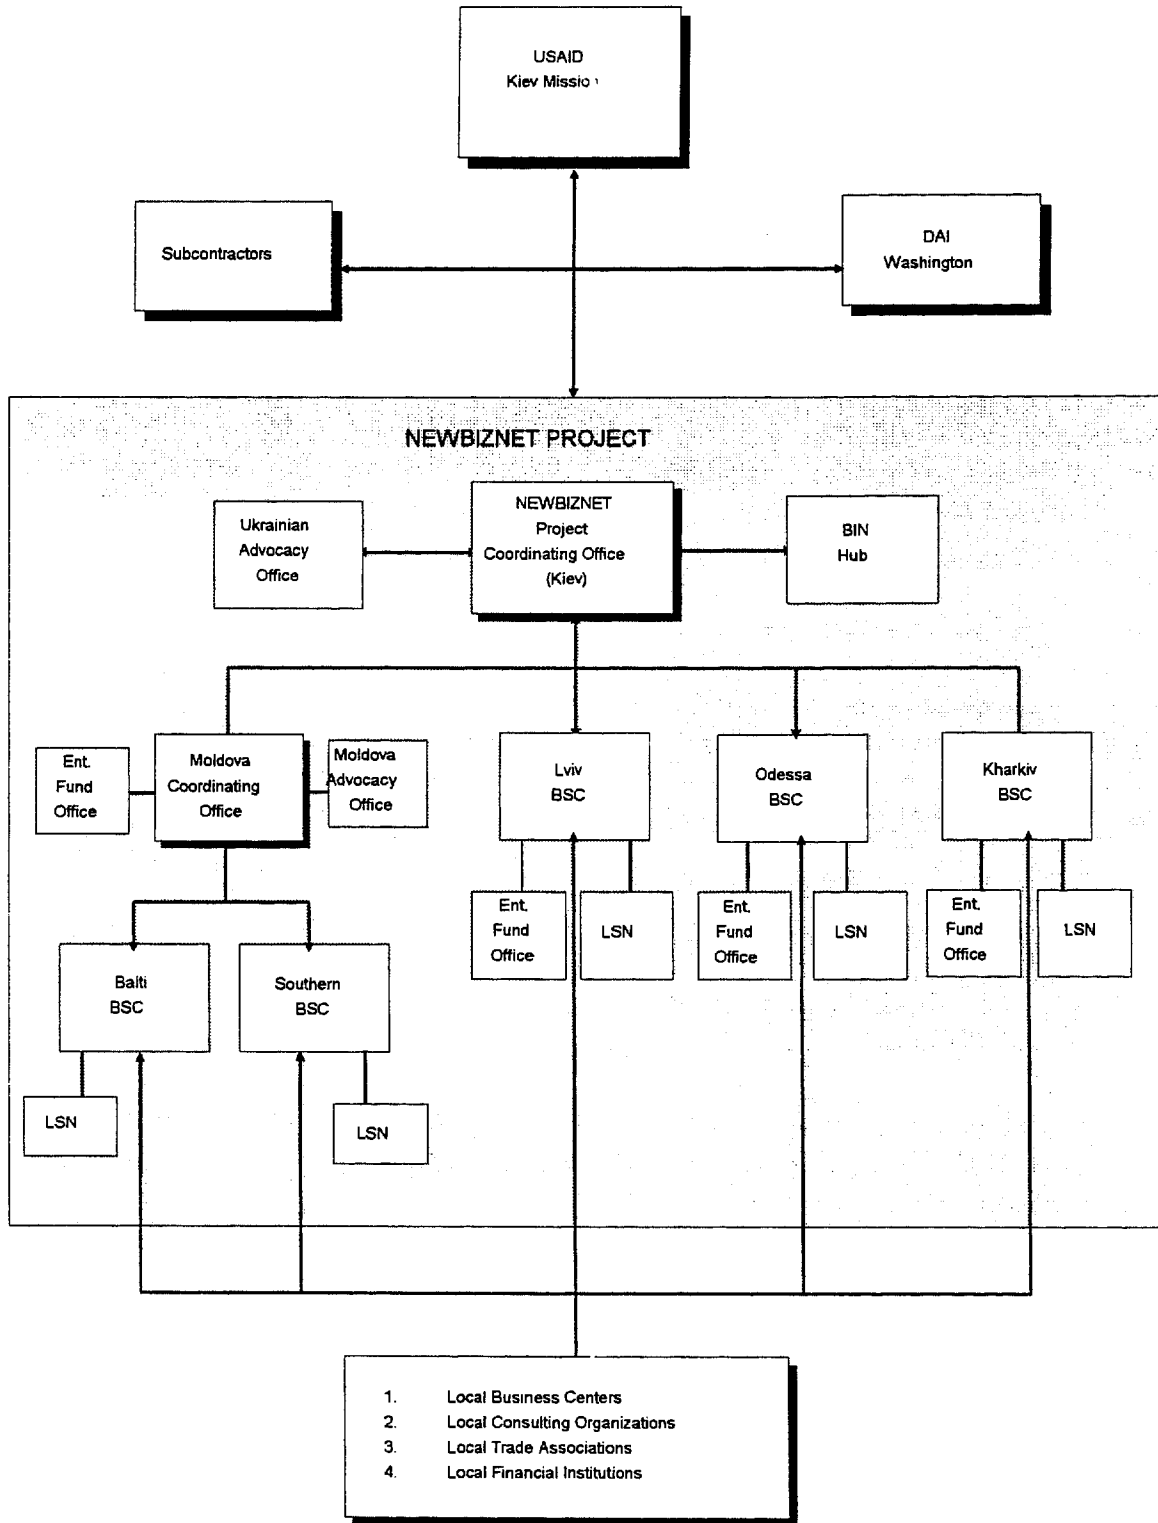 USAID
Kiev Mission
Subcontractors
DAI
Washington
NEWBIZNET PROJECT
Ukrainian
Advocacy
Office
NEWBIZNET
Project
Coordinating Office
(Kiev)
BIN
Hub
Ent.
Fund
Office
Moldova
Coordinating
Office
Moldova
Advocacy
Office
Lviv
BSC
Odessa
BSC
Kharkiv
BSC
Ent.
Fund
Office
LSN
Ent.
Fund
Office
LSN
Ent.
Fund
Office
LSN
Balti
BSC
Southern
BSC
LSN
LSN
1. Local Business Centers
2. Local Consulting Organizations
3. Local Trade Associations
4. Local Financial Institutions